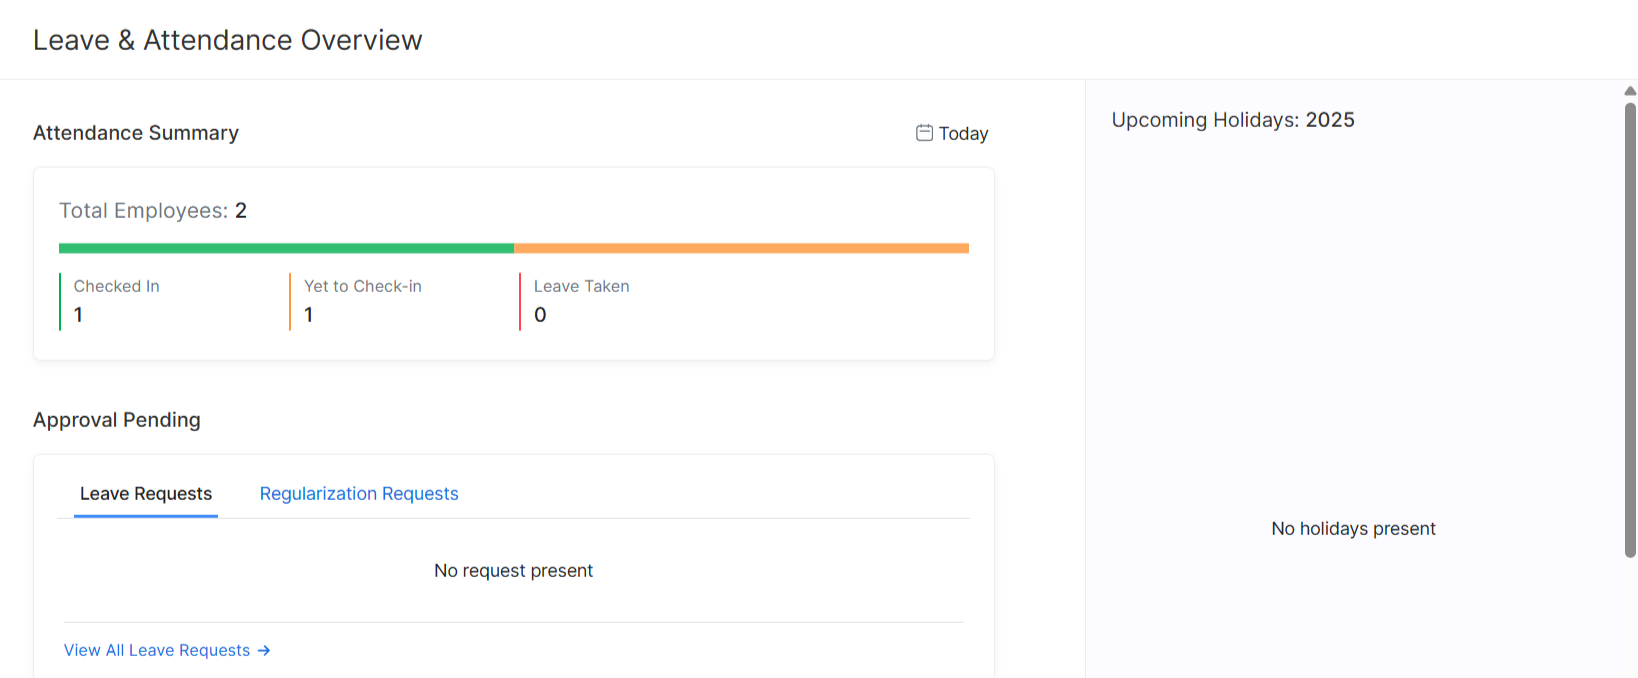 Leave & Attendance Overview
Attendance Summary
Today
Total Employees: 2
Checked In
1
Yet to Check-in
1
Leave Taken
0
Approval Pending
Leave Requests
Regularization Requests
No request present
View All Leave Requests →
Upcoming Holidays: 2025
No holidays present